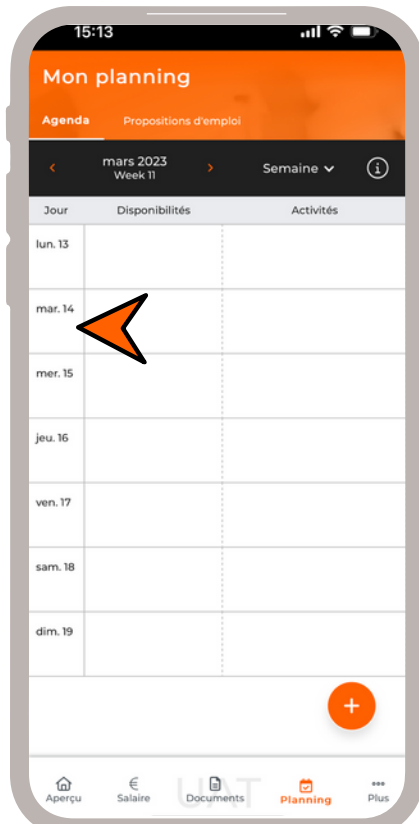 15:13
Mon planning
Agenda Propositions d'emploi
mars 2023 Semaine
Week 11
Jour Disponibilités Activités
lun. 13
mar. 14
mer. 15
jeu. 16
ven. 17
sam. 18
dim. 19
+
UAT
Aperçu € Salaire Documents Planning Plus